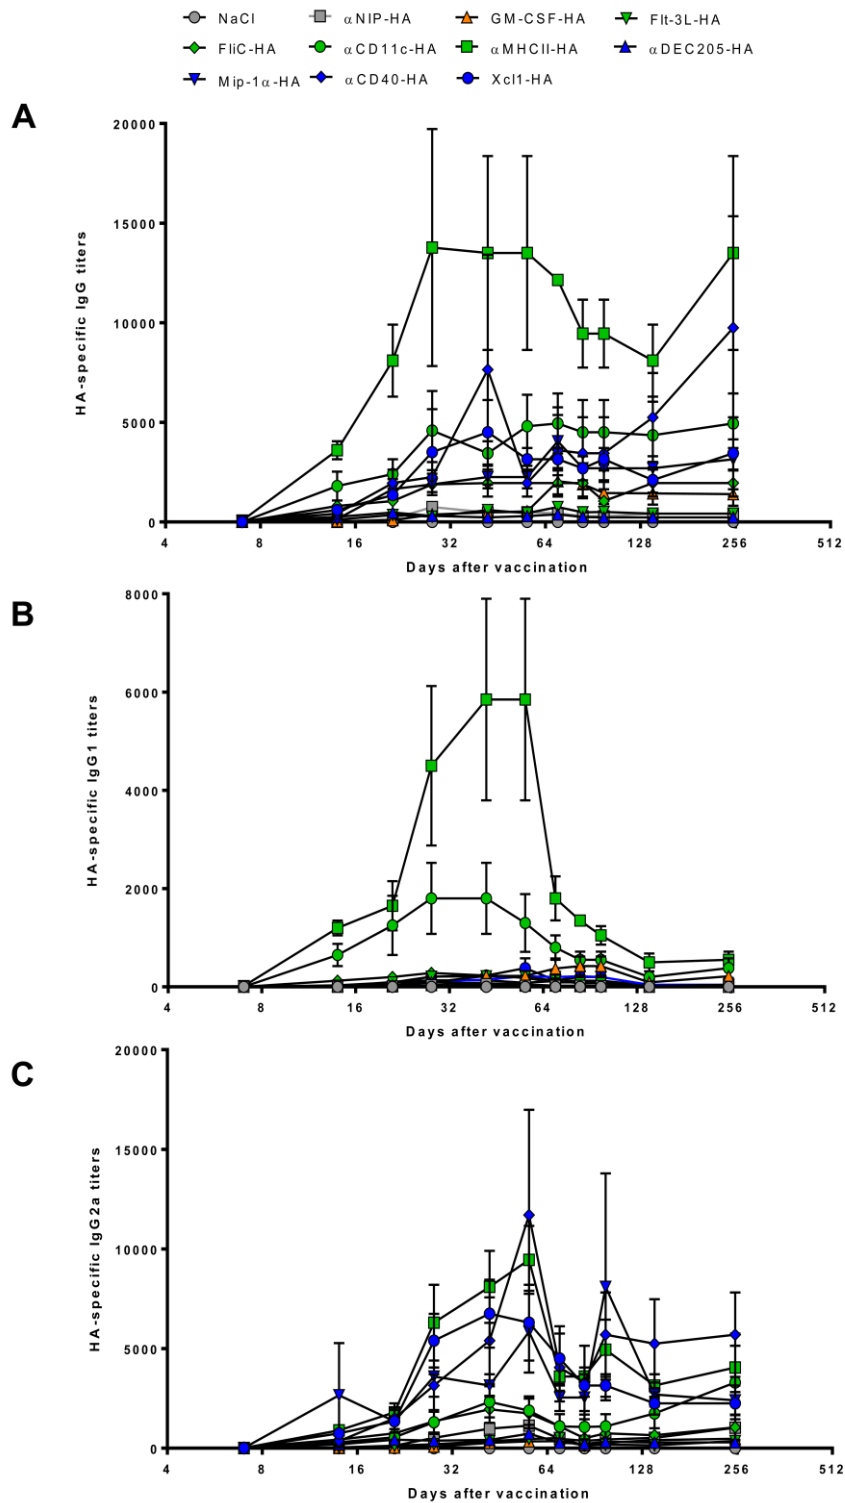 NaCl αNIP-HA GM-CSF-HA Flt-3L-HA
FliC-HA αCD11c-HA αMHCII-HA αDEC205-HA
Mip-1α-HA αCD40-HA Xcl1-HA
A
20000
15000
10000
5000
0
HA-specific IgG titers
4 8 16 32 64 128 256 512
Days after vaccination
B
8000
6000
4000
2000
0
HA-specific IgG1 titers
4 8 16 32 64 128 256 512
Days after vaccination
C
20000
15000
10000
5000
0
HA-specific IgG2a titers
4 8 16 32 64 128 256 512
Days after vaccination